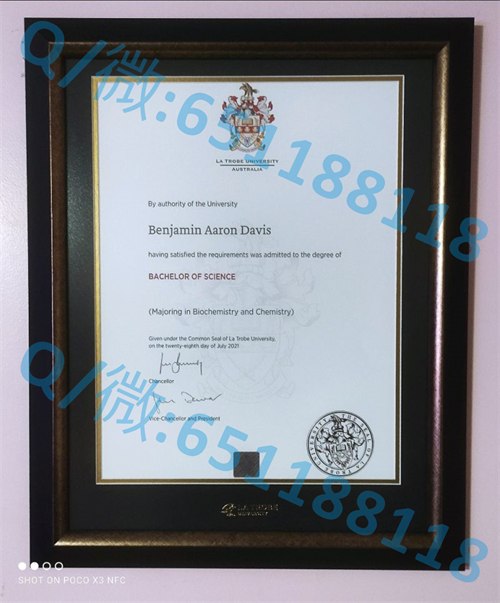 Q/微:651188118
LA TROBE UNIVERSITY
AUSTRALIA
By authority of the University
Benjamin Aaron Davis
having satisfied the requirements was admitted to the degree of
BACHELOR OF SCIENCE
(Majoring in Biochemistry and Chemistry)
Given under the Common Seal of La Trobe University,
on the twenty-eighth day of July 2021
Chancellor
Vice-Chancellor and President
Q/微:651188118
LA TROBE
UNIVERSITY
SHOT ON POCO X3 NFC